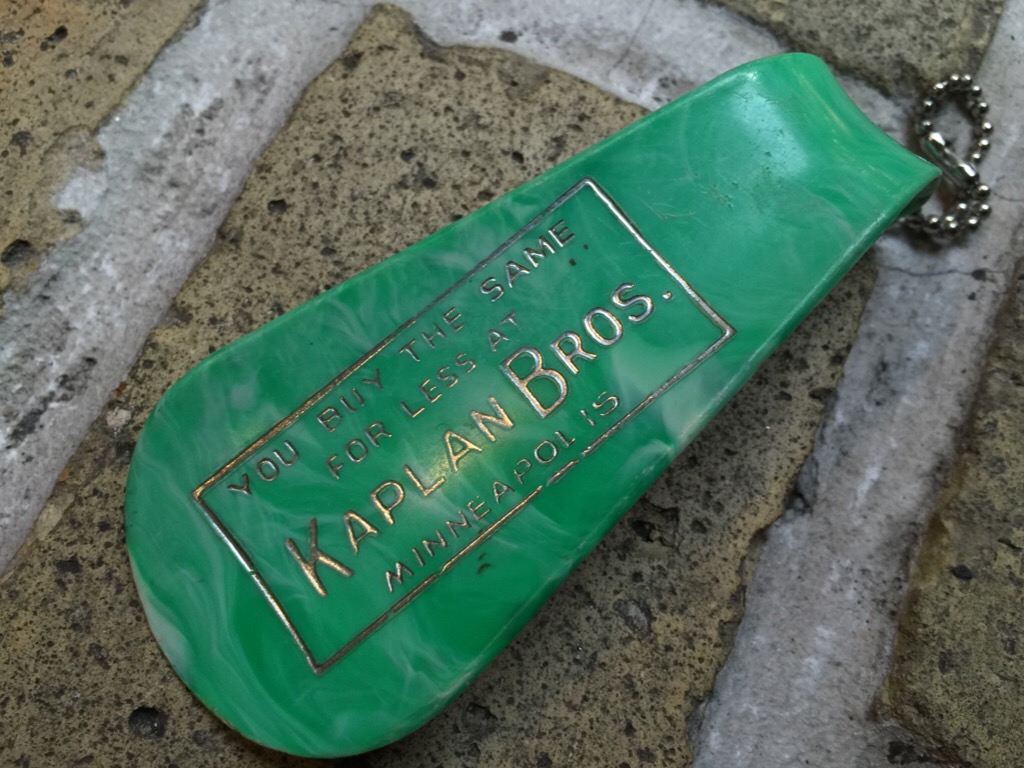 YOU BUY THE SAME
FOR LESS AT
KAPLAN BROS.
MINNEAPOLIS